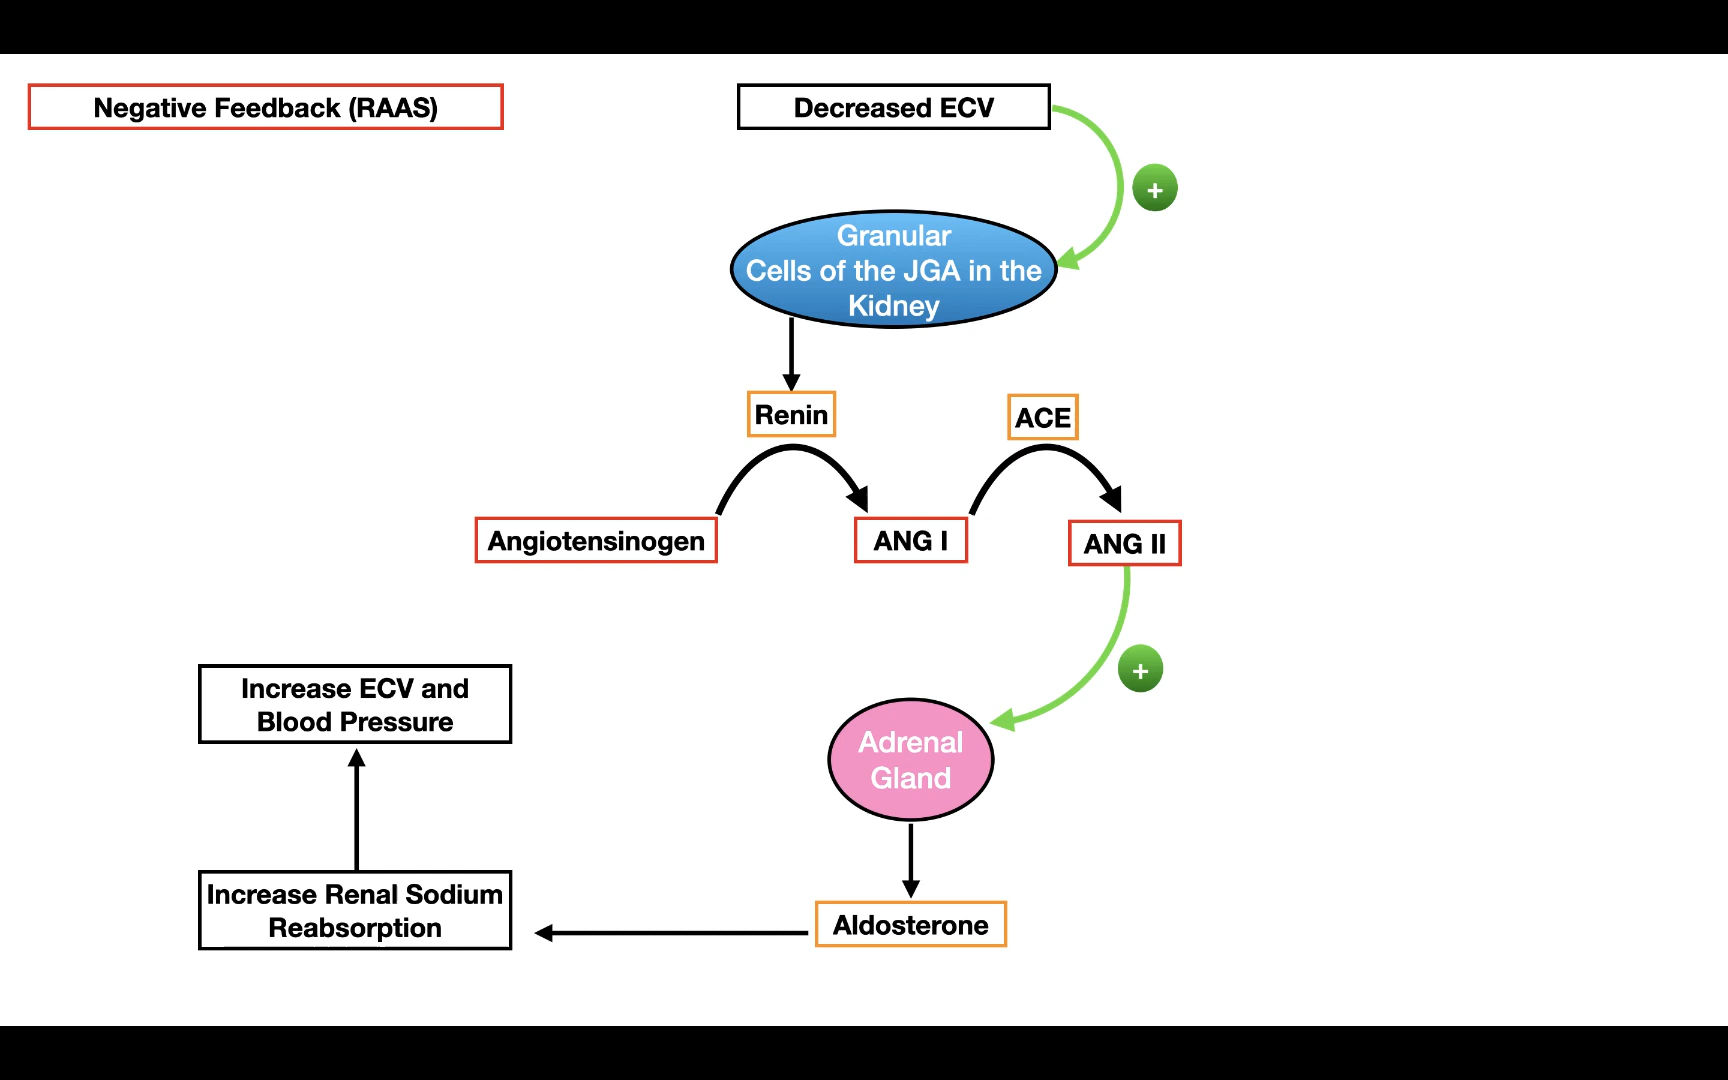 Negative Feedback (RAAS)
Decreased ECV
+
Granular
Cells of the JGA in the
Kidney
Renin
ACE
Angiotensinogen
ANG I
ANG II
+
Increase ECV and
Blood Pressure
Adrenal
Gland
Increase Renal Sodium
Reabsorption
Aldosterone